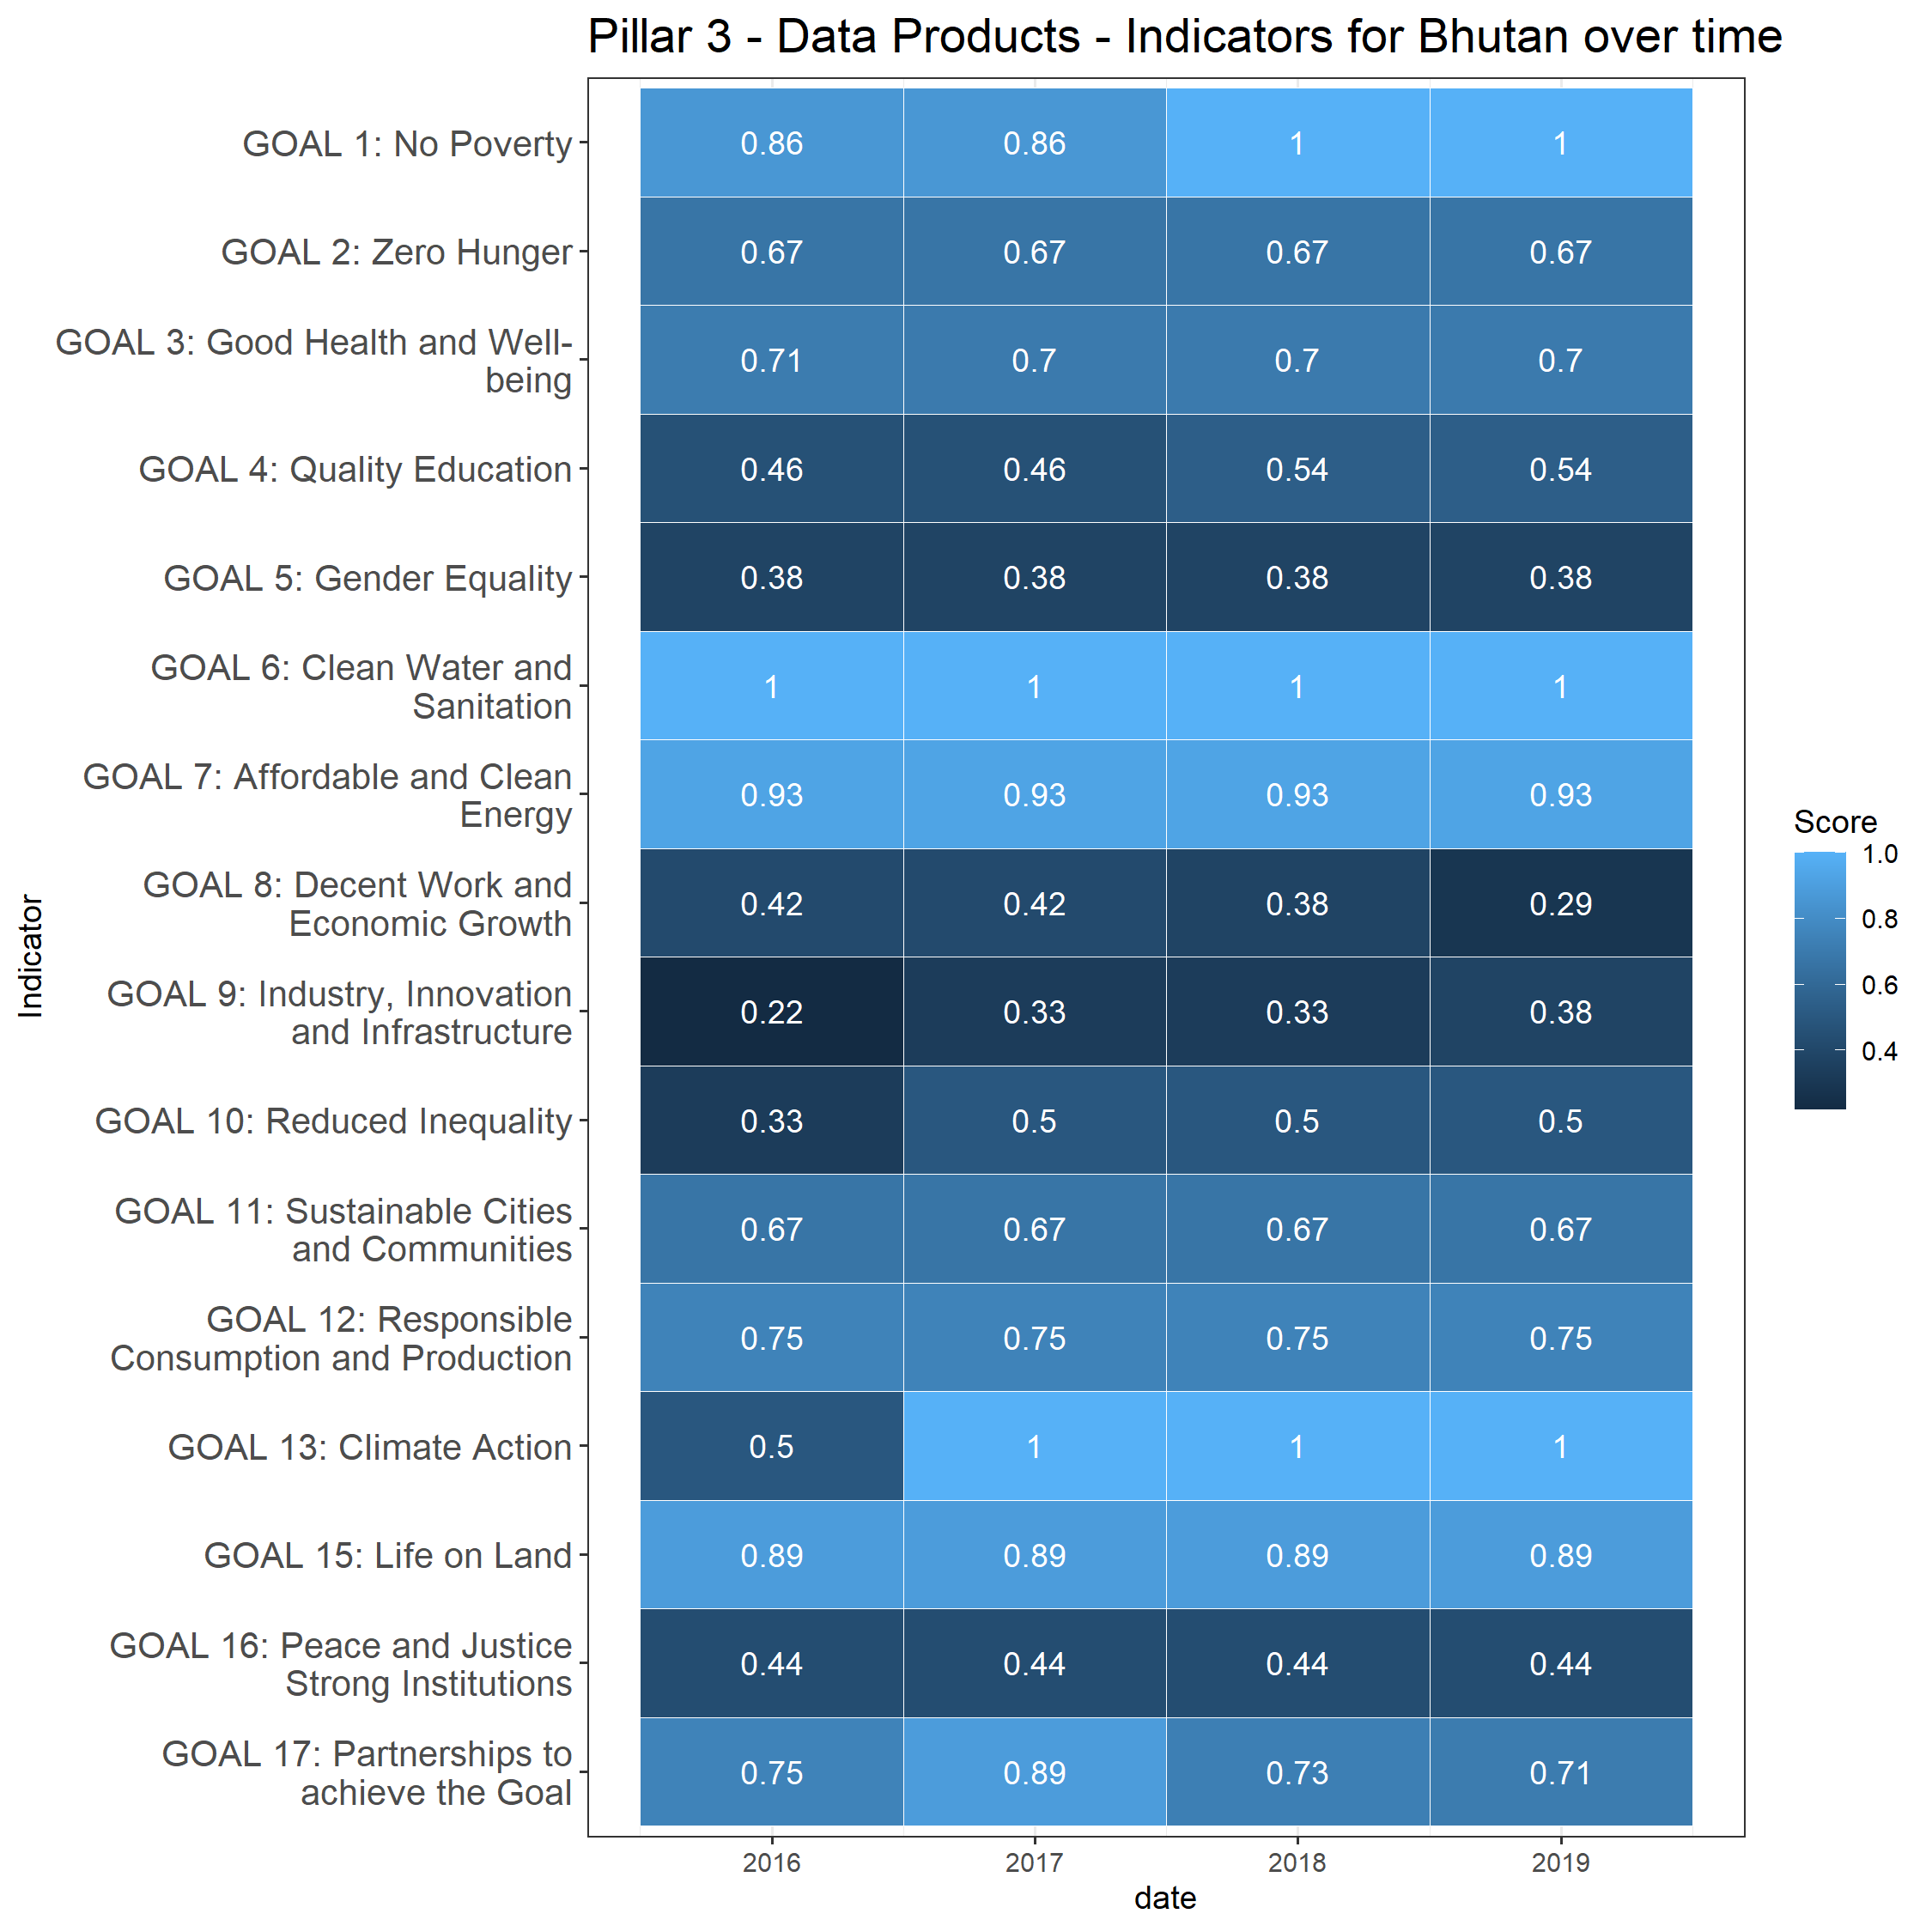 Pillar 3 - Data Products - Indicators for Bhutan over time
GOAL 1: No Poverty
0.86
0.86
1
1
GOAL 2: Zero Hunger
0.67
0.67
0.67
0.67
GOAL 3: Good Health and Well-
being
0.71
0.7
0.7
0.7
GOAL 4: Quality Education
0.46
0.46
0.54
0.54
GOAL 5: Gender Equality
0.38
0.38
0.38
0.38
GOAL 6: Clean Water and
Sanitation
1
1
1
1
GOAL 7: Affordable and Clean
Energy
0.93
0.93
0.93
0.93
GOAL 8: Decent Work and
Economic Growth
0.42
0.42
0.38
0.29
GOAL 9: Industry, Innovation
and Infrastructure
0.22
0.33
0.33
0.38
GOAL 10: Reduced Inequality
0.33
0.5
0.5
0.5
GOAL 11: Sustainable Cities
and Communities
0.67
0.67
0.67
0.67
GOAL 12: Responsible
Consumption and Production
0.75
0.75
0.75
0.75
GOAL 13: Climate Action
0.5
1
1
1
GOAL 15: Life on Land
0.89
0.89
0.89
0.89
GOAL 16: Peace and Justice
Strong Institutions
0.44
0.44
0.44
0.44
GOAL 17: Partnerships to
achieve the Goal
0.75
0.89
0.73
0.71
2016
2017
2018
2019
date
Indicator
Score
1.0
0.8
0.6
0.4